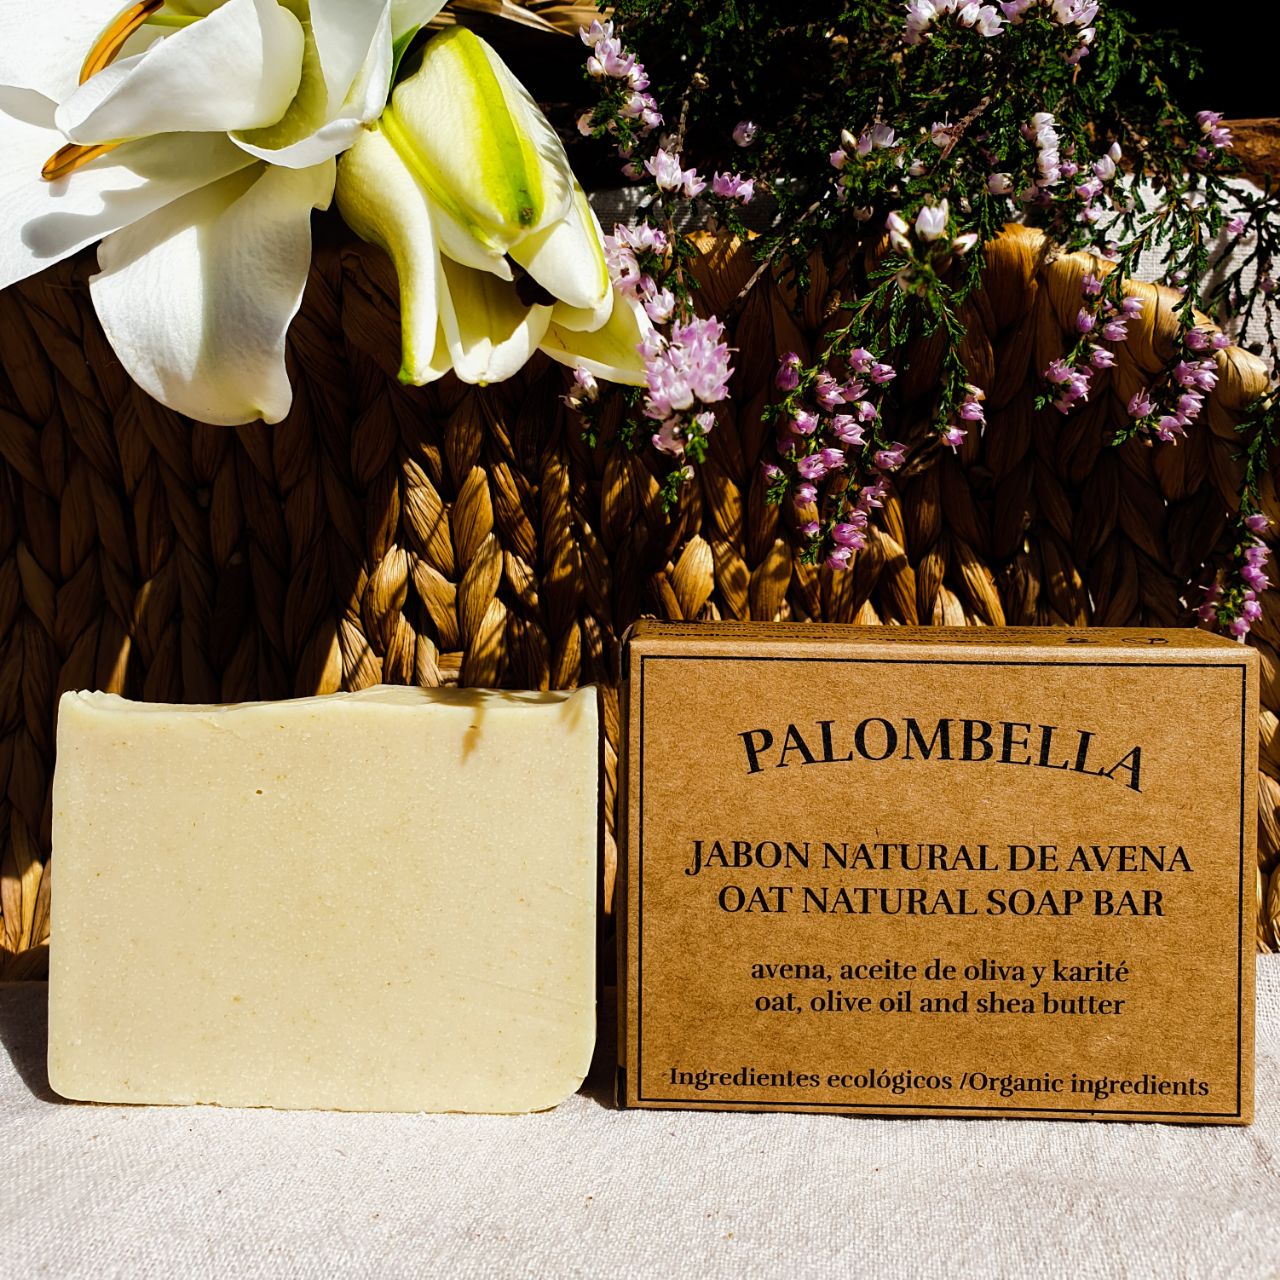 PALOMBELLA
JABON NATURAL DE AVENA
OAT NATURAL SOAP BAR
avena, aceite de oliva y karité
oat, olive oil and shea butter
Ingredientes ecológicos /Organic ingredients